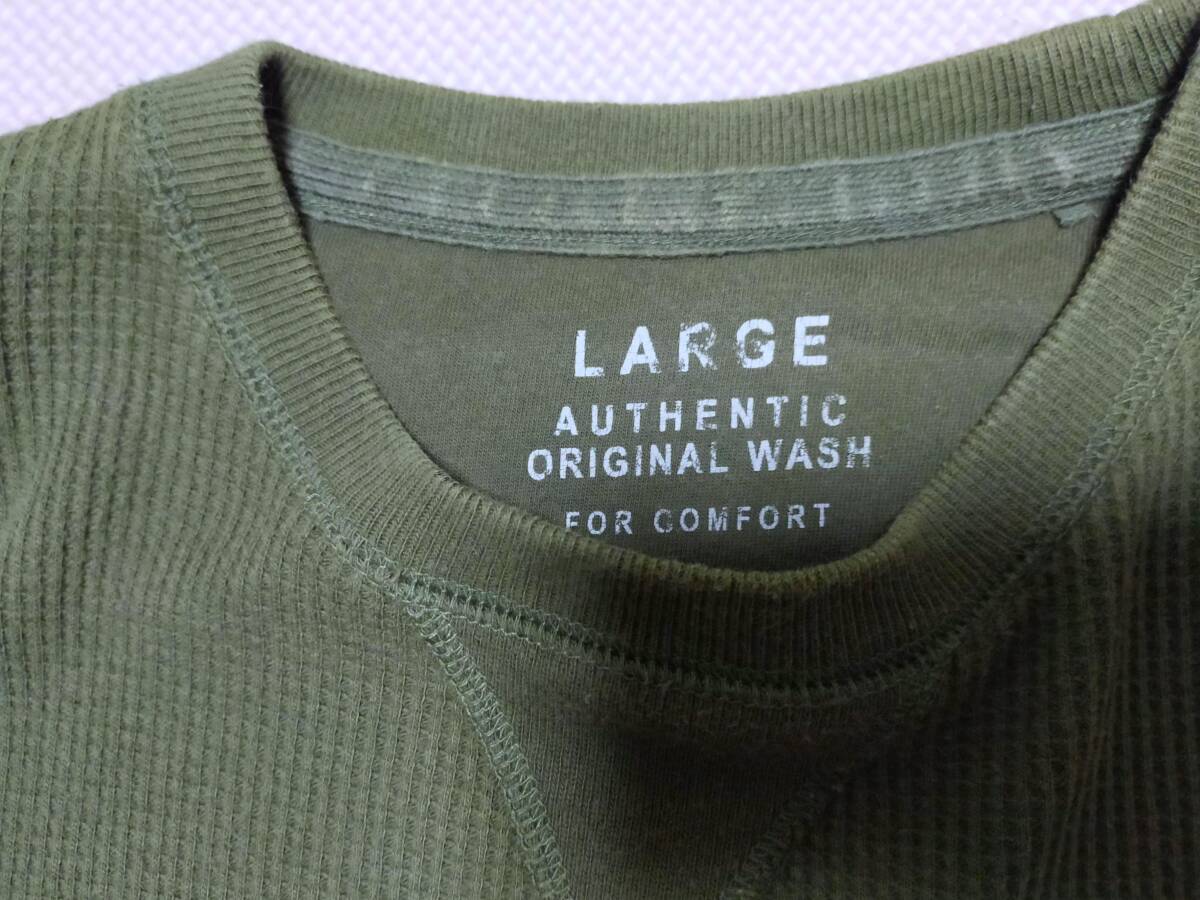 LARGE
AUTHENTIC
ORIGINAL WASH
FOR COMFORT